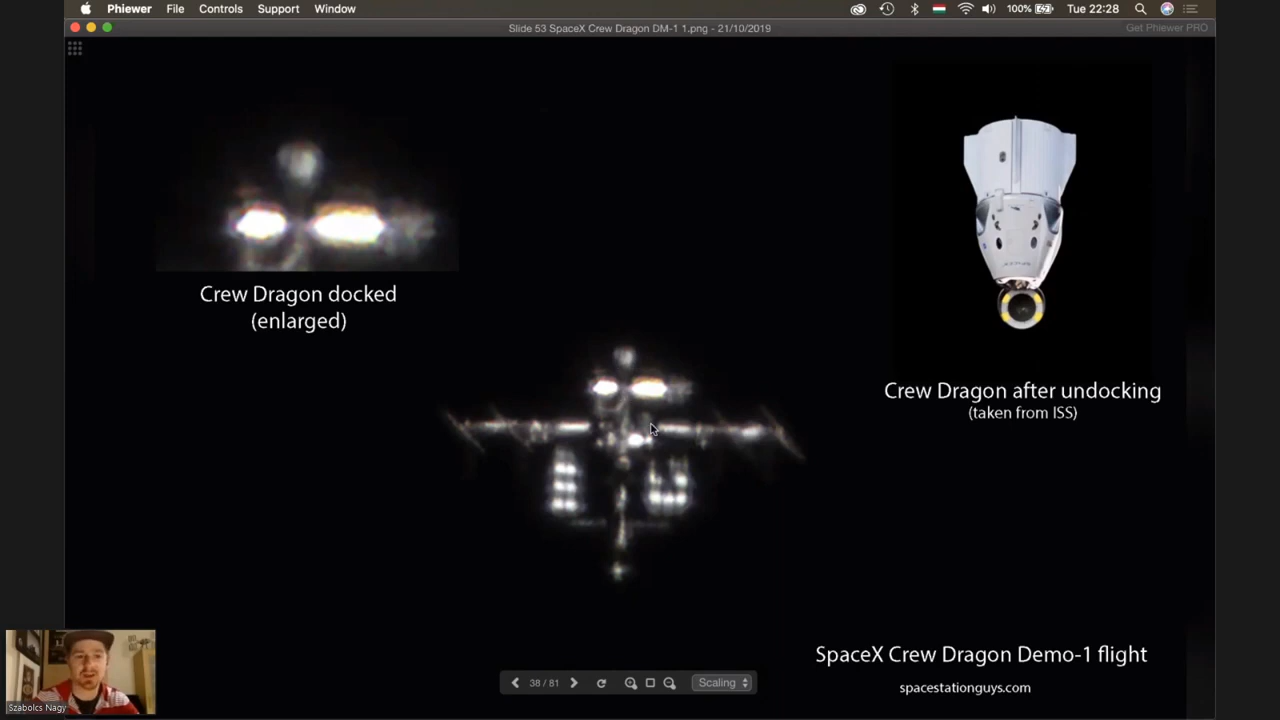 Phiewer File Controls Support Window 100% Tue 22:28
Slide 53 SpaceX Crew Dragon DM-1 1.png - 21/10/2019
Get Phiewer PRO
Crew Dragon docked
(enlarged)
Crew Dragon after undocking
(taken from ISS)
SpaceX Crew Dragon Demo-1 flight
spacestationguys.com
38 / 81
Scaling
Szabolcs Nagy